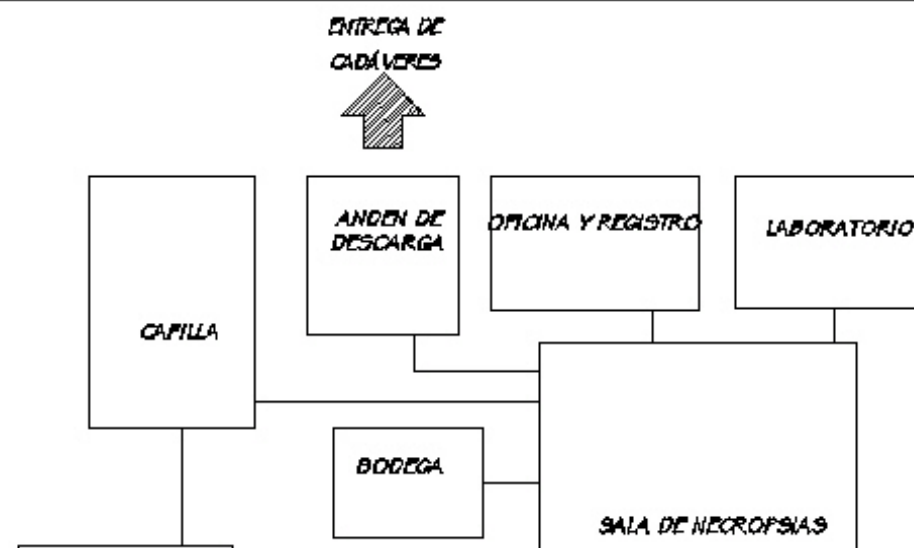 ENTREGA DE
CADÁVERES
ANDEN DE
DESCARGA
OFICINA Y REGISTRO
LABORATORIO
CAPILLA
BODEGA
SALA DE NECROPSIAS